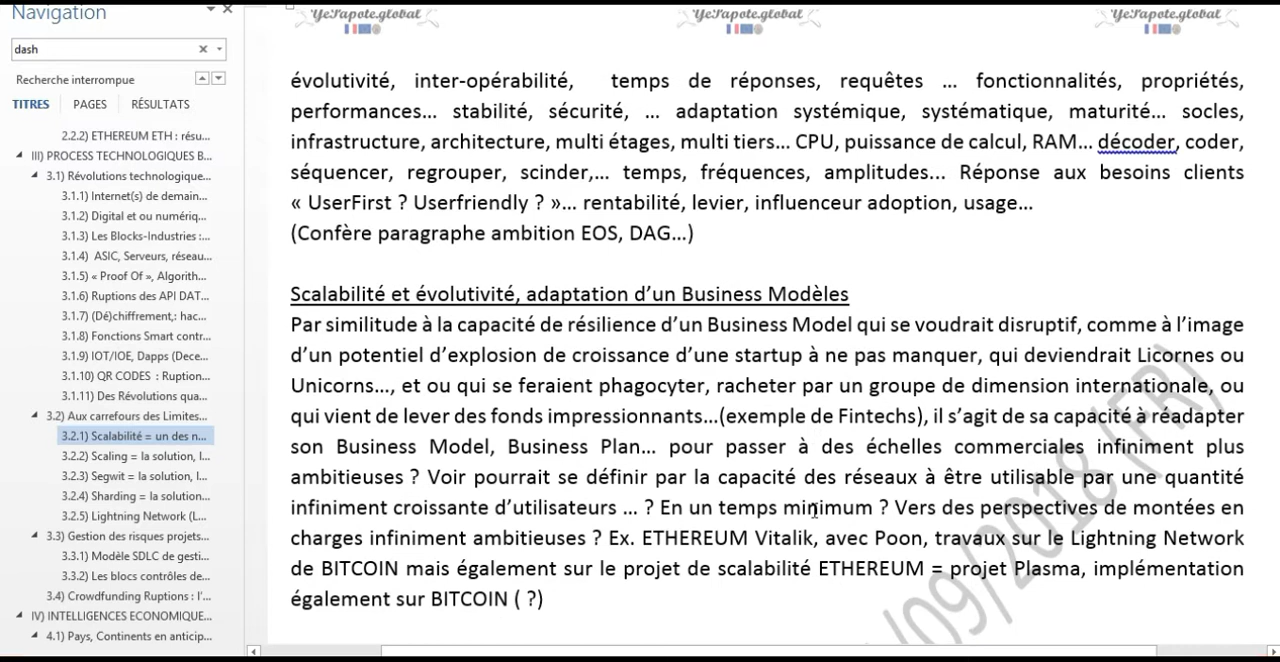 Navigation
dash
Recherche interrompue
TITRES PAGES RÉSULTATS
2.2.2) ETHEREUM ETH : résu...
III) PROCESS TECHNOLOGIQUES B...
3.1) Révolutions technologique...
3.1.1) Internet(s) de demain...
3.1.2) Digital et ou numériq...
3.1.3) Les Blocks-Industries :...
3.1.4) ASIC, Serveurs, réseau...
3.1.5) « Proof Of », Algorith...
3.1.6) Ruptions des API DAT...
3.1.7) (Dé)chiffrement,: hac...
3.1.8) Fonctions Smart contr...
3.1.9) IOT/IOE, Dapps (Dece...
3.1.10) QR CODES : Ruption...
3.1.11) Des Révolutions qua...
3.2) Aux carrefours des Limites...
3.2.1) Scalabilité = un des n...
3.2.2) Scaling = la solution, l...
3.2.3) Segwit = la solution, l...
3.2.4) Sharding = la solution...
3.2.5) Lightning Network (L...
3.3) Gestion des risques projets...
3.3.1) Modèle SDLC de gesti...
3.3.2) Les blocs contrôles de...
3.4) Crowdfunding Ruptions : l'...
IV) INTELLIGENCES ECONOMIQUE...
4.1) Pays, Continents en anticip...
YePapote.global YePapote.global YePapote.global
évolutivité, inter-opérabilité, temps de réponses, requêtes ... fonctionnalités, propriétés,
performances... stabilité, sécurité, ... adaptation systémique, systématique, maturité... socles,
infrastructure, architecture, multi étages, multi tiers... CPU, puissance de calcul, RAM... décoder, coder,
séquencer, regrouper, scinder,... temps, fréquences, amplitudes... Réponse aux besoins clients
« UserFirst ? Userfriendly ? »... rentabilité, levier, influenceur adoption, usage...
(Confère paragraphe ambition EOS, DAG...)
Scalabilité et évolutivité, adaptation d'un Business Modèles
Par similitude à la capacité de résilience d'un Business Model qui se voudrait disruptif, comme à l'image
d'un potentiel d'explosion de croissance d'une startup à ne pas manquer, qui deviendrait Licornes ou
Unicorns..., et ou qui se feraient phagocyter, racheter par un groupe de dimension internationale, ou
qui vient de lever des fonds impressionnants...(exemple de Fintechs), il s'agit de sa capacité à réadapter
son Business Model, Business Plan... pour passer à des échelles commerciales infiniment plus
ambitieuses ? Voir pourrait se définir par la capacité des réseaux à être utilisable par une quantité
infiniment croissante d'utilisateurs ... ? En un temps minimum ? Vers des perspectives de montées en
charges infiniment ambitieuses ? Ex. ETHEREUM Vitalik, avec Poon, travaux sur le Lightning Network
de BITCOIN mais également sur le projet de scalabilité ETHEREUM = projet Plasma, implémentation
également sur BITCOIN ( ?)
/09/2018 (FR)